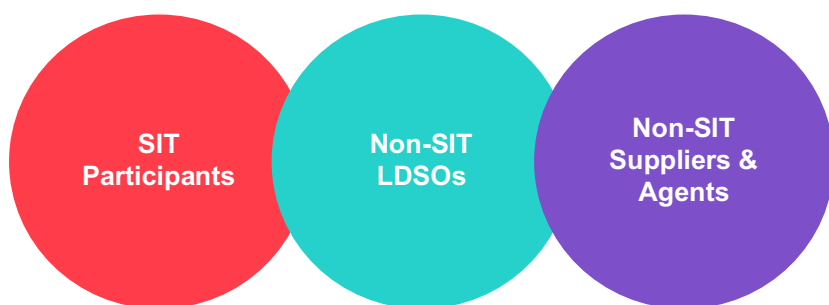 SIT
Participants
Non-SIT
LDSOs
Non-SIT
Suppliers &
Agents